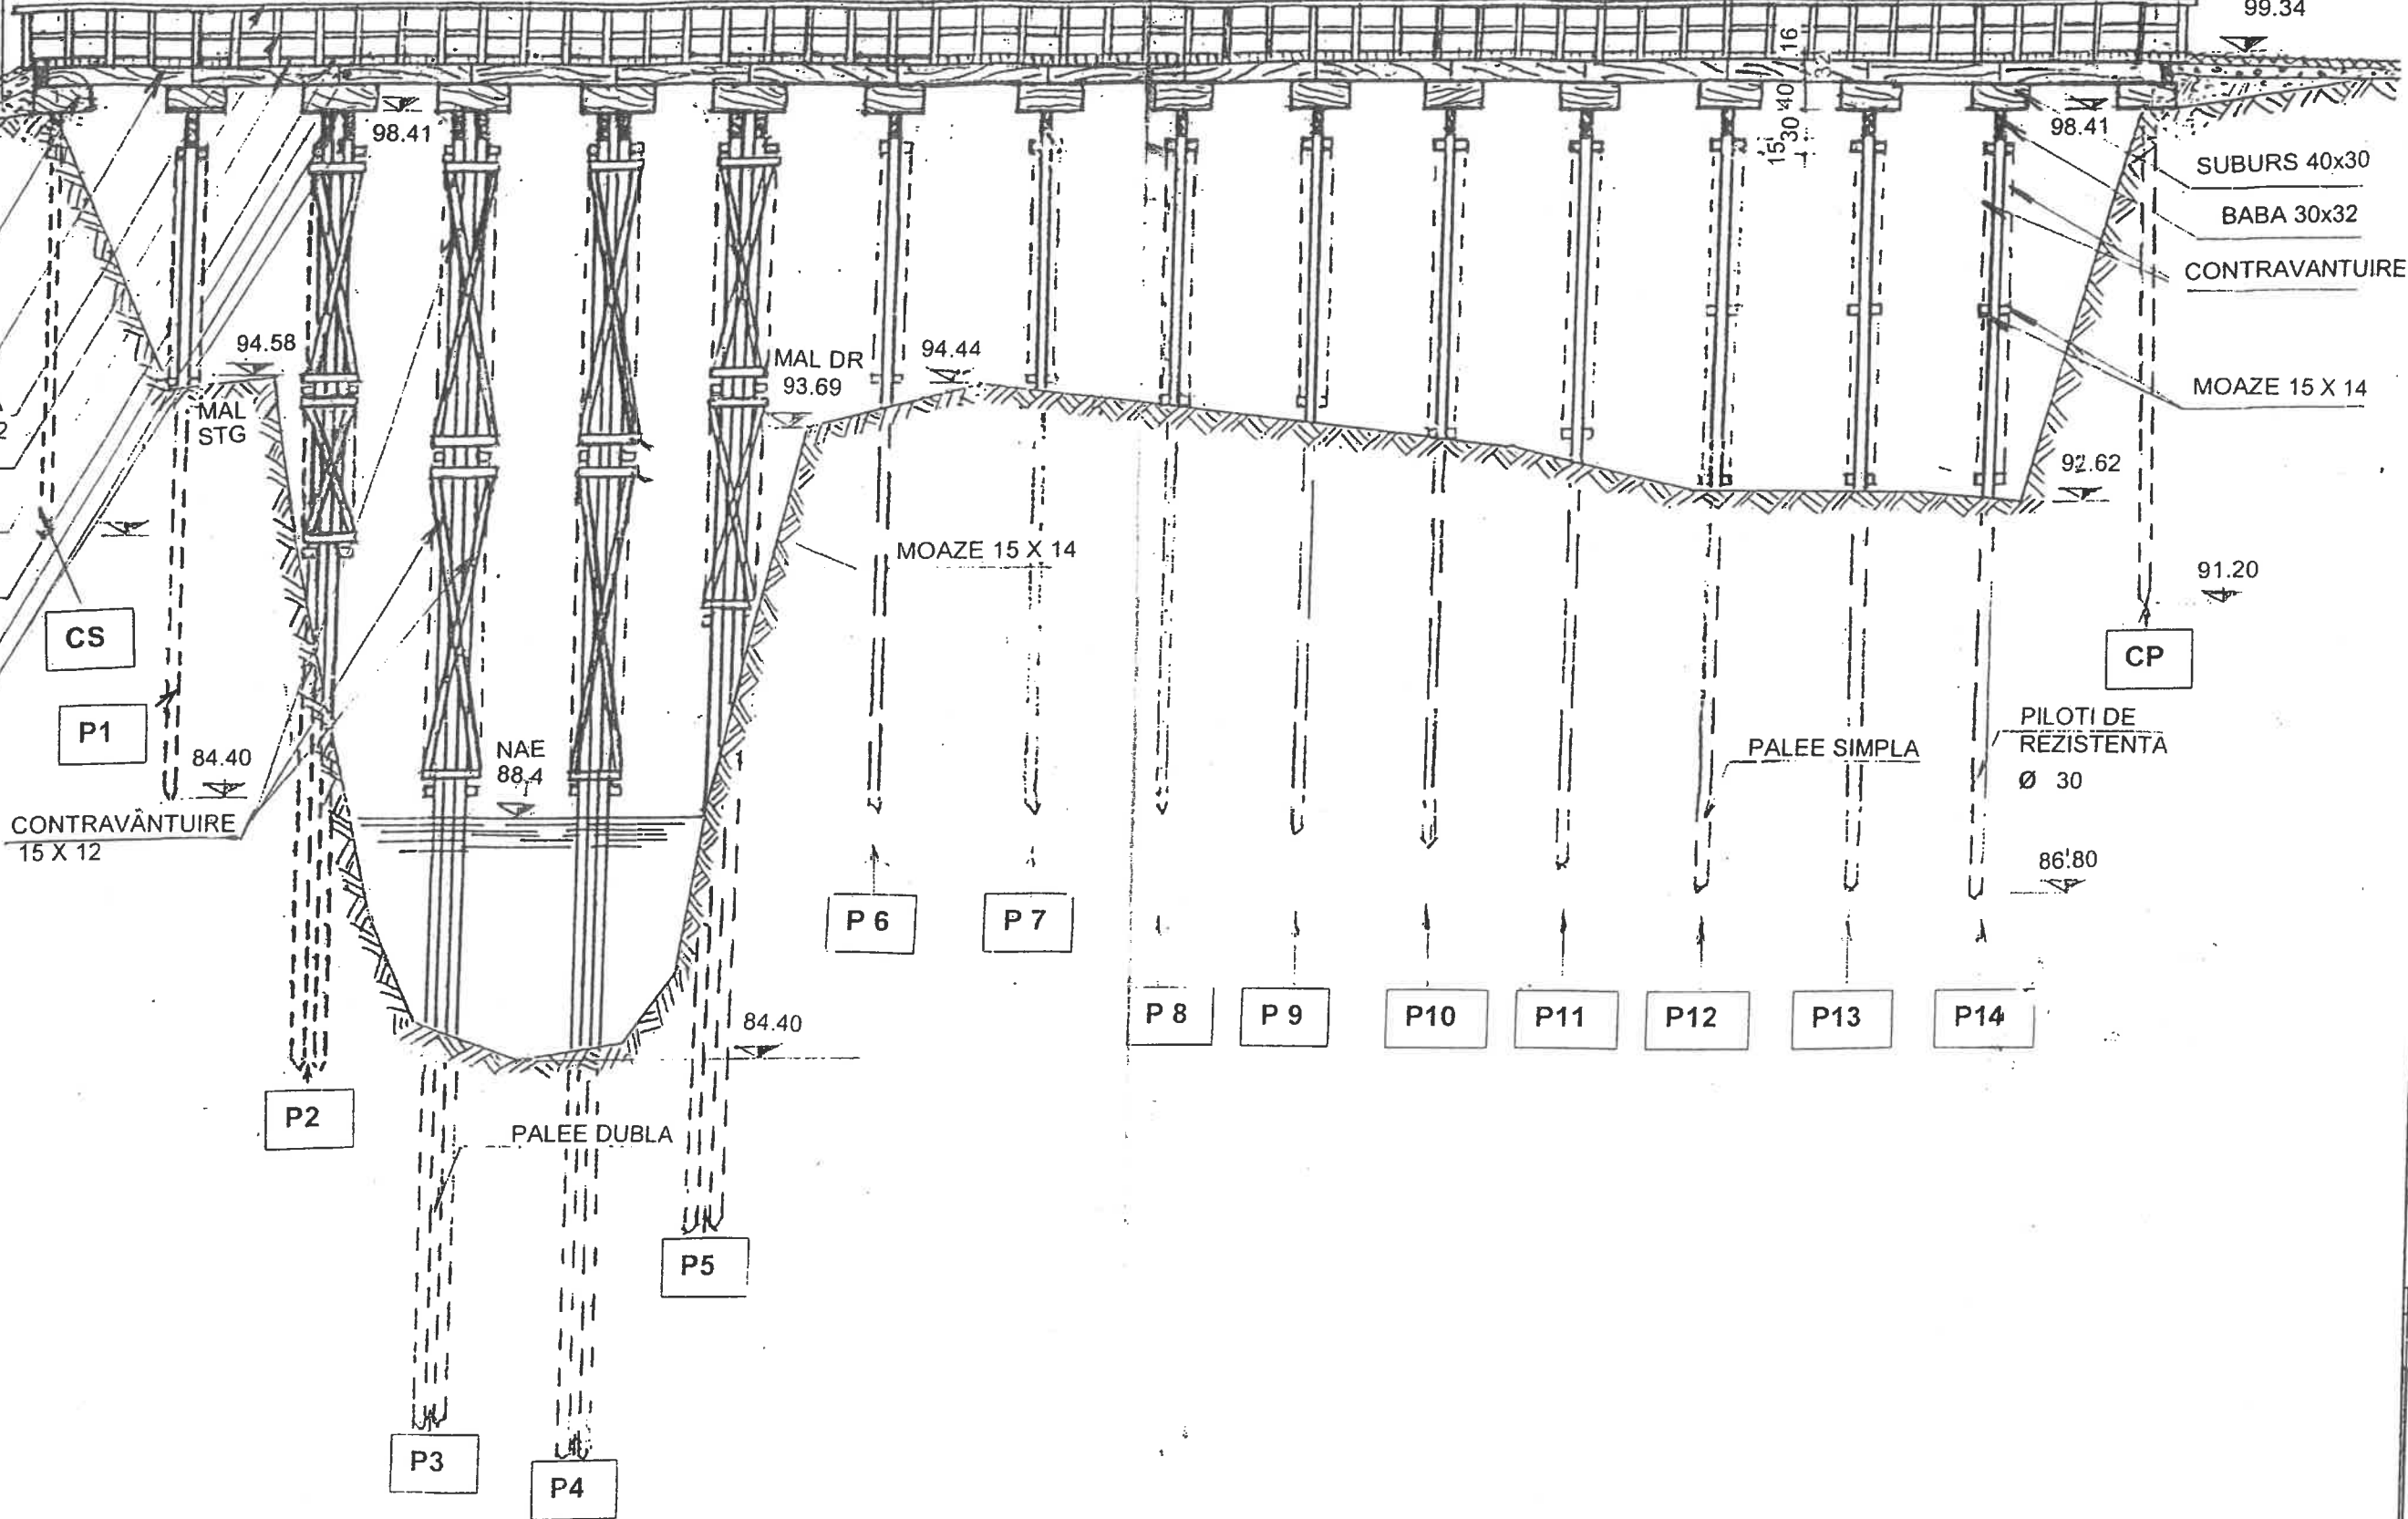 99.34
16
32
40
30
15
98.41
98.41
SUBURS 40x30
BABA 30x32
CONTRAVANTUIRE
MOAZE 15 X 14
94.58
MAL
STG
MAL DR
93.69
94.44
92.62
2
MOAZE 15 X 14
91.20
CS
CP
P1
84.40
NAE
88.4
PALEE SIMPLA
PILOTI DE
REZISTENTA
Ø 30
CONTRAVÂNTUIRE
15 X 12
86.80
P 6
P 7
P 8
P 9
P10
P11
P12
P13
P14
84.40
P2
PALEE DUBLA
P5
P3
P4